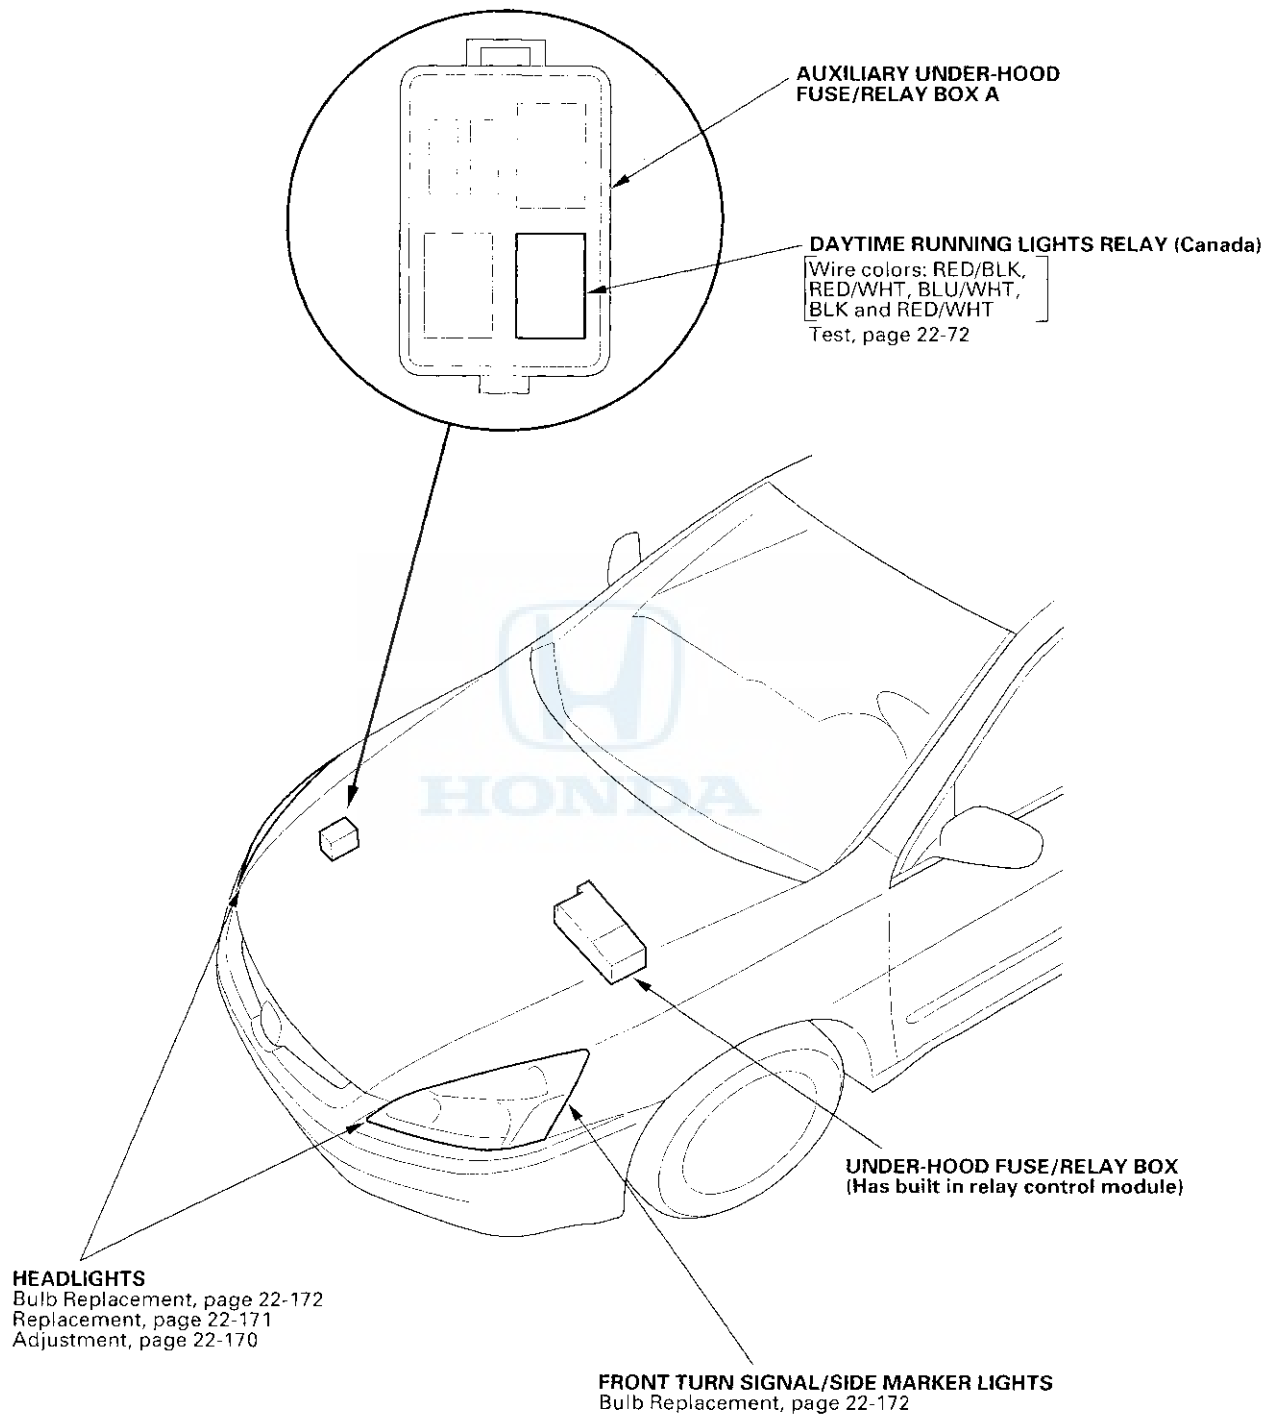 AUXILIARY UNDER-HOOD
FUSE/RELAY BOX A
DAYTIME RUNNING LIGHTS RELAY (Canada)
Wire colors: RED/BLK,
RED/WHT, BLU/WHT,
BLK and RED/WHT
Test, page 22-72
HONDA
UNDER-HOOD FUSE/RELAY BOX
(Has built in relay control module)
HEADLIGHTS
Bulb Replacement, page 22-172
Replacement, page 22-171
Adjustment, page 22-170
FRONT TURN SIGNAL/SIDE MARKER LIGHTS
Bulb Replacement, page 22-172